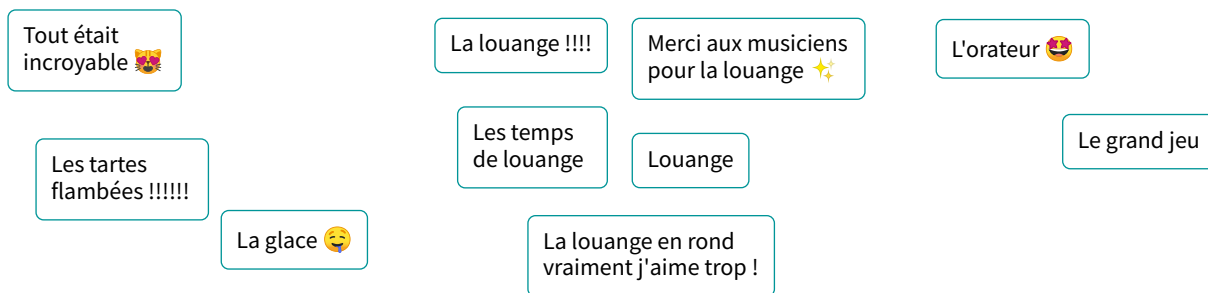 Tout était
incroyable 😻
Les tartes
flambées !!!!!!
La glace 🤤
La louange !!!!
Merci aux musiciens
pour la louange ✨
Les temps
de louange
Louange
La louange en rond
vraiment j'aime trop !
L'orateur 🤩
Le grand jeu